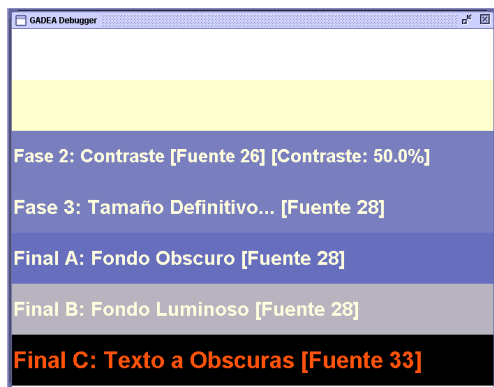 GADEA Debugger
Fase 2: Contraste [Fuente 26] [Contraste: 50.0%]
Fase 3: Tamaño Definitivo... [Fuente 28]
Final A: Fondo Obscuro [Fuente 28]
Final B: Fondo Luminoso [Fuente 28]
Final C: Texto a Obscuras [Fuente 33]